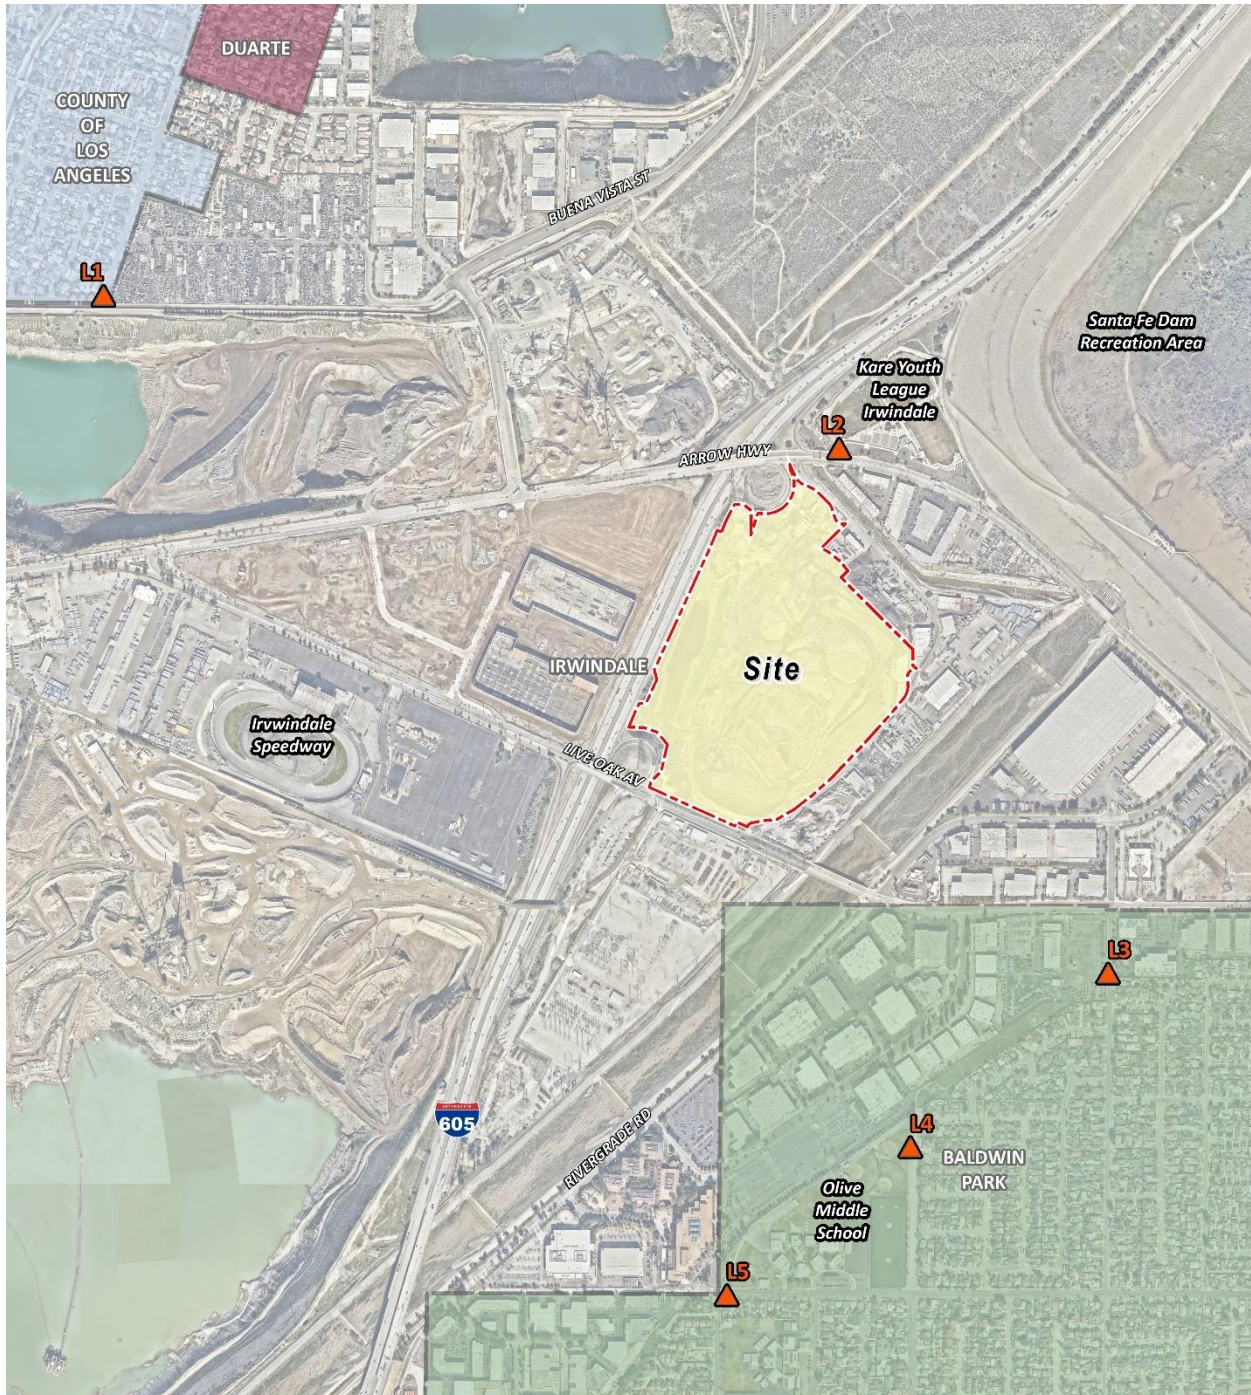 DUARTE
COUNTY
OF
LOS
ANGELES
BUENA VISTA ST
L1
Santa Fe Dam
Recreation Area
Kare Youth
League
Irwindale
L2
ARROW HWY
IRWINDALE
Site
Irvwindale
Speedway
LIVE OAK AV
L3
605
RIVERGRADE RD
L4
BALDWIN
PARK
Olive
Middle
School
L5